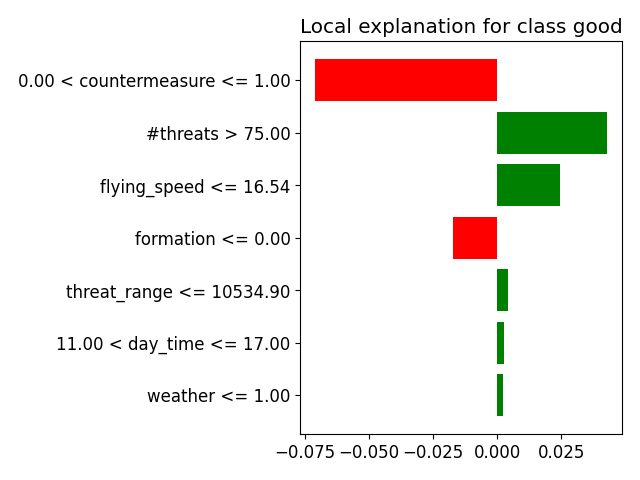 Local explanation for class good
0.00 < countermeasure <= 1.00
#threats > 75.00
flying_speed <= 16.54
formation <= 0.00
threat_range <= 10534.90
11.00 < day_time <= 17.00
weather <= 1.00
−0.075 −0.050 −0.025 0.000 0.025